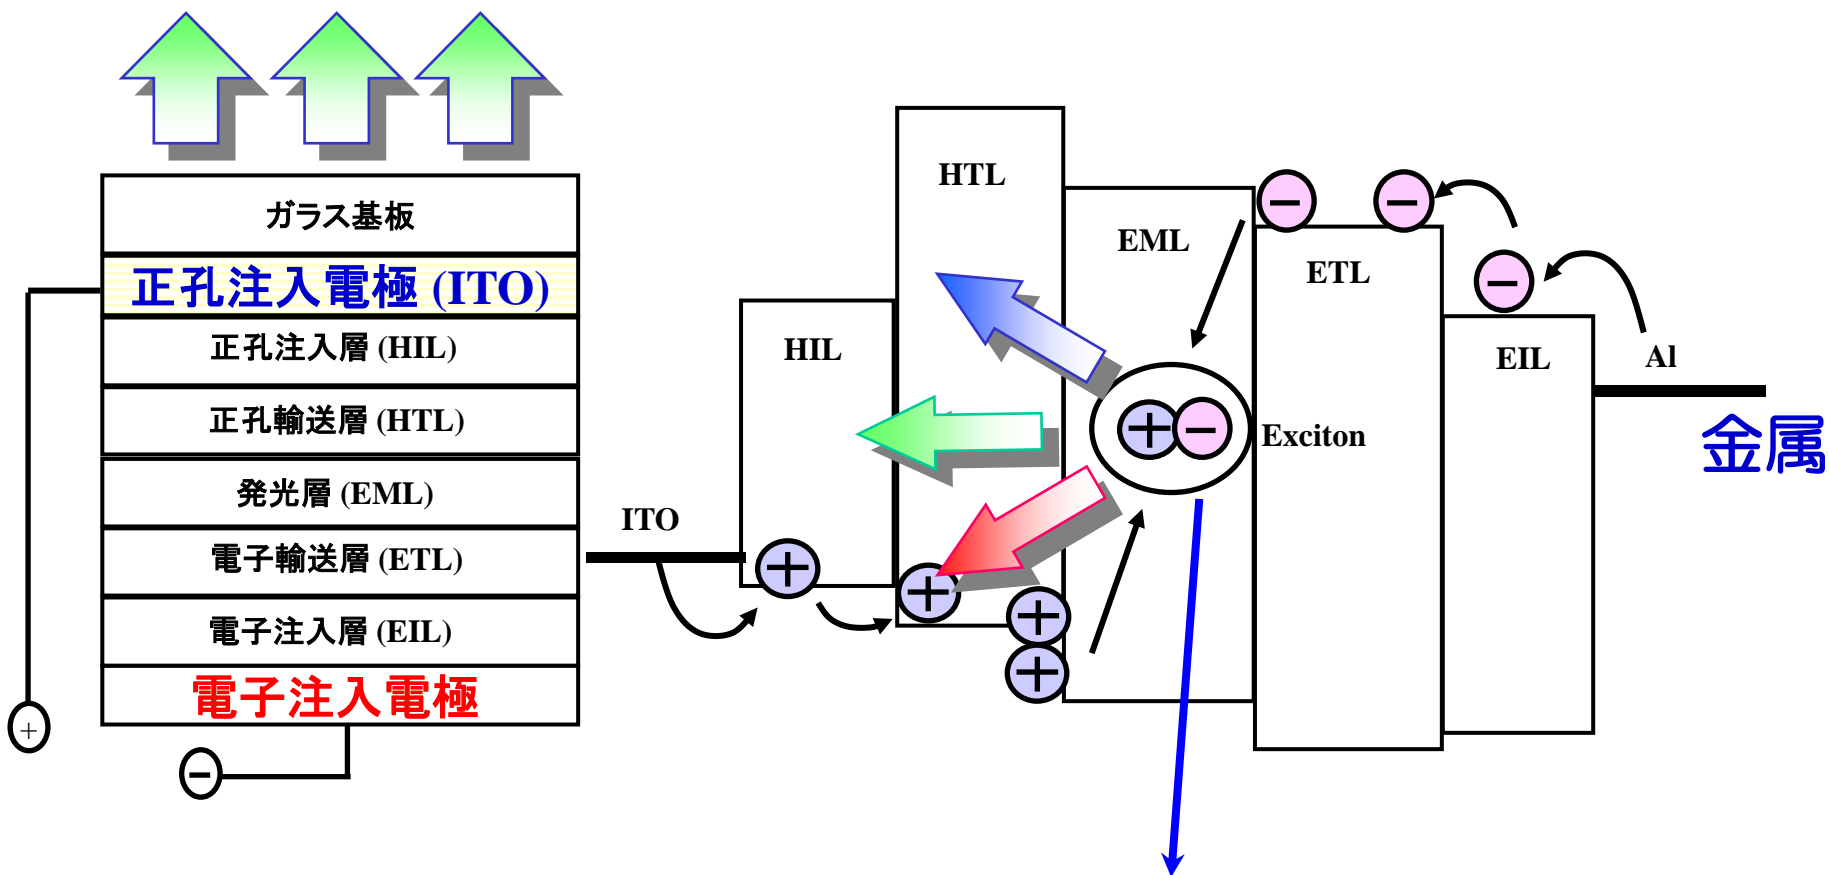 ガラス基板
正孔注入電極 (ITO)
正孔注入層 (HIL)
正孔輸送層 (HTL)
発光層 (EML)
電子輸送層 (ETL)
電子注入層 (EIL)
電子注入電極
+
−
ITO
HIL
HTL
EML
ETL
EIL
Al
金属
Exciton
+
−
+
+
+
+
−
−
−